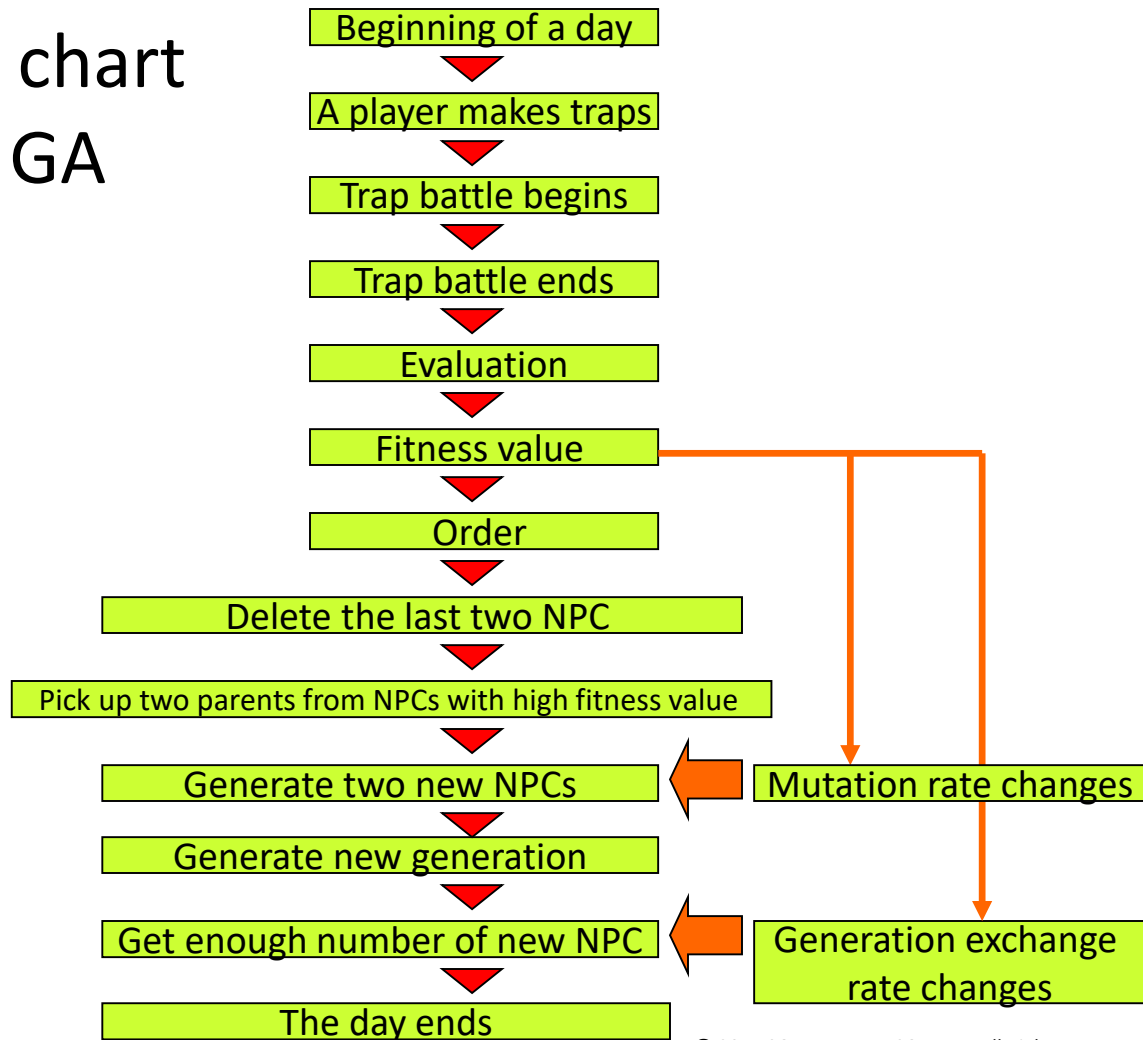 chart
GA
Beginning of a day
A player makes traps
Trap battle begins
Trap battle ends
Evaluation
Fitness value
Order
Delete the last two NPC
Pick up two parents from NPCs with high fitness value
Generate two new NPCs
Mutation rate changes
Generate new generation
Get enough number of new NPC
Generation exchange
rate changes
The day ends